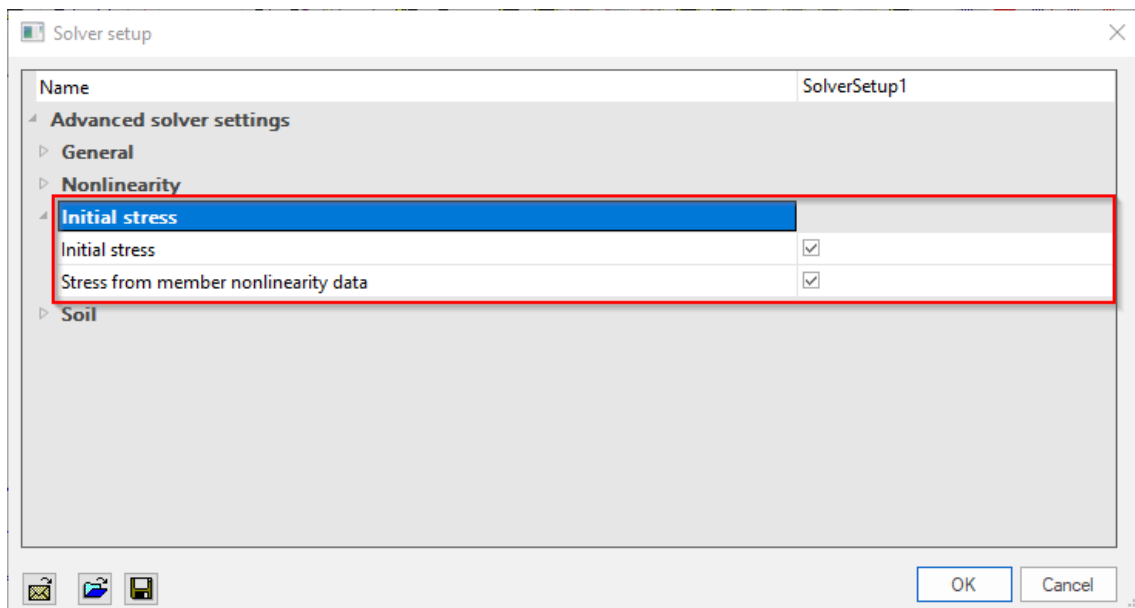 Solver setup
Name SolverSetup1
Advanced solver settings
General
Nonlinearity
Initial stress
Initial stress
Stress from member nonlinearity data
Soil
OK Cancel